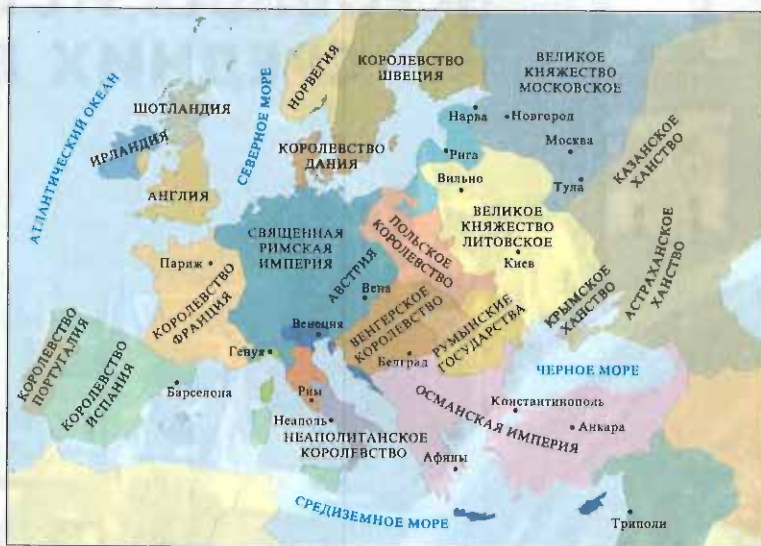 АТЛАНТИЧЕСКИЙ ОКЕАН
СЕВЕРНОЕ МОРЕ
НОРВЕГИЯ
КОРОЛЕВСТВО
ШВЕЦИЯ
ВЕЛИКОЕ
КНЯЖЕСТВО
МОСКОВСКОЕ
ШОТЛАНДИЯ
ИРЛАНДИЯ
АНГЛИЯ
КОРОЛЕВСТВО
ДАНИЯ
Нарва
Новгород
Москва
Рига
Вильно
Тула
КАЗАНСКОЕ
ХАНСТВО
СВЯЩЕННАЯ
РИМСКАЯ
ИМПЕРИЯ
ПОЛЬСКОЕ
КОРОЛЕВСТВО
ВЕЛИКОЕ
КНЯЖЕСТВО
ЛИТОВСКОЕ
Киев
Париж
КОРОЛЕВСТВО
ФРАНЦИЯ
АВСТРИЯ
Вена
ВЕНГЕРСКОЕ
КОРОЛЕВСТВО
РУМЫНСКИЕ
ГОСУДАРСТВА
КРЫМСКОЕ
ХАНСТВО
АСТРАХАНСКОЕ
ХАНСТВО
Венеция
Генуя
Белград
КОРОЛЕВСТВО
ПОРТУГАЛИЯ
КОРОЛЕВСТВО
ИСПАНИЯ
Барселона
Рим
Неаполь
НЕАПОЛИТАНСКОЕ
КОРОЛЕВСТВО
ЧЕРНОЕ МОРЕ
Константинополь
ОСМАНСКАЯ ИМПЕРИЯ
Анкара
Афины
СРЕДИЗЕМНОЕ МОРЕ
Триполи